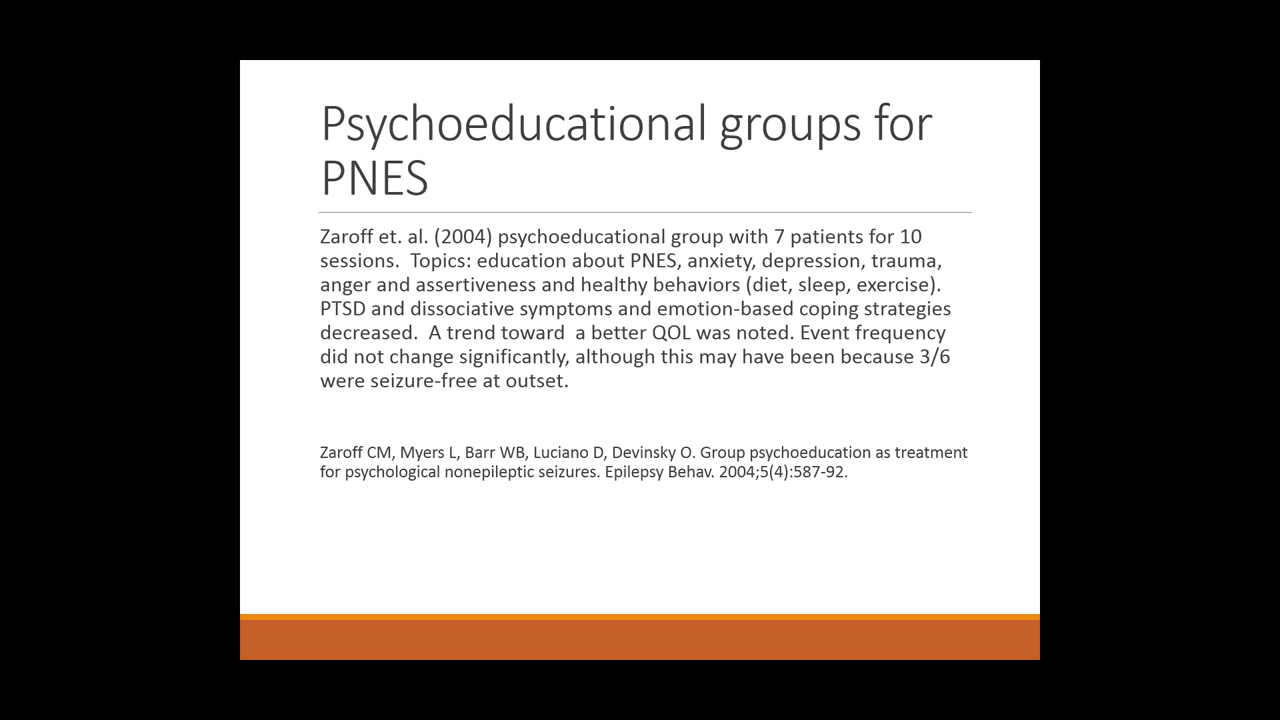 Psychoeducational groups for
PNES
Zaroff et. al. (2004) psychoeducational group with 7 patients for 10
sessions.  Topics: education about PNES, anxiety, depression, trauma,
anger and assertiveness and healthy behaviors (diet, sleep, exercise).
PTSD and dissociative symptoms and emotion-based coping strategies
decreased.  A trend toward  a better QOL was noted. Event frequency
did not change significantly, although this may have been because 3/6
were seizure-free at outset.
Zaroff CM, Myers L, Barr WB, Luciano D, Devinsky O. Group psychoeducation as treatment
for psychological nonepileptic seizures. Epilepsy Behav. 2004;5(4):587-92.